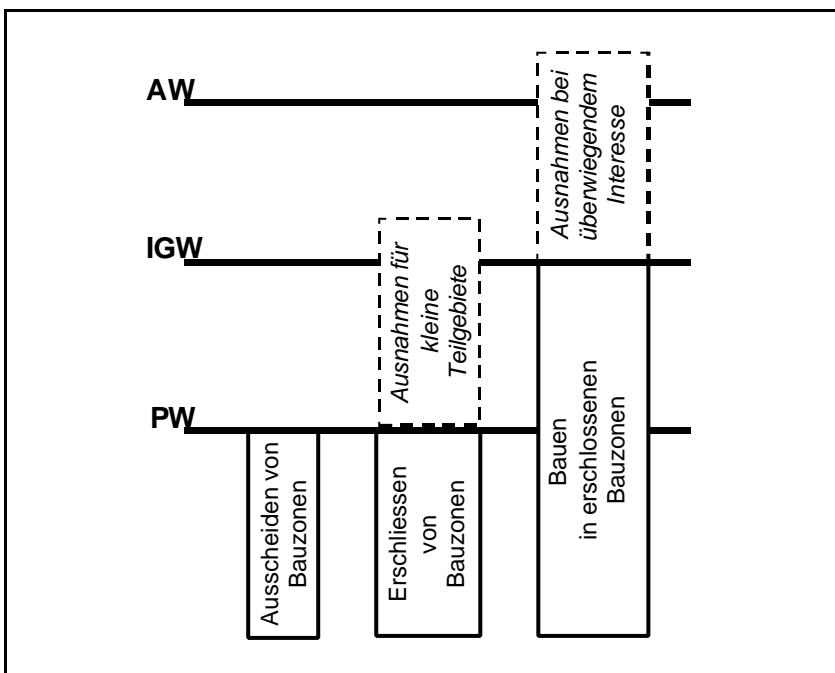 AW
IGW
PW
Ausscheiden von
Bauzonen
Ausnahmen für
kleine
Teilgebiete
Erschliessen
von
Bauzonen
Ausnahmen bei
überwiegendem
Interesse
Bauen
in erschlossenen
Bauzonen